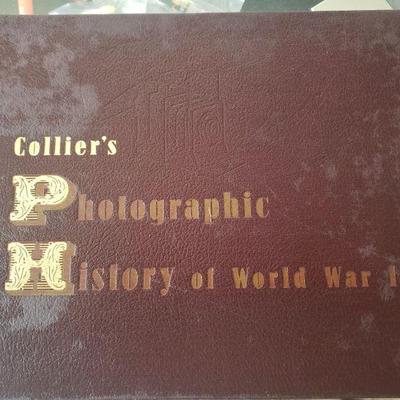 Collier's
Photographic
History of World War I